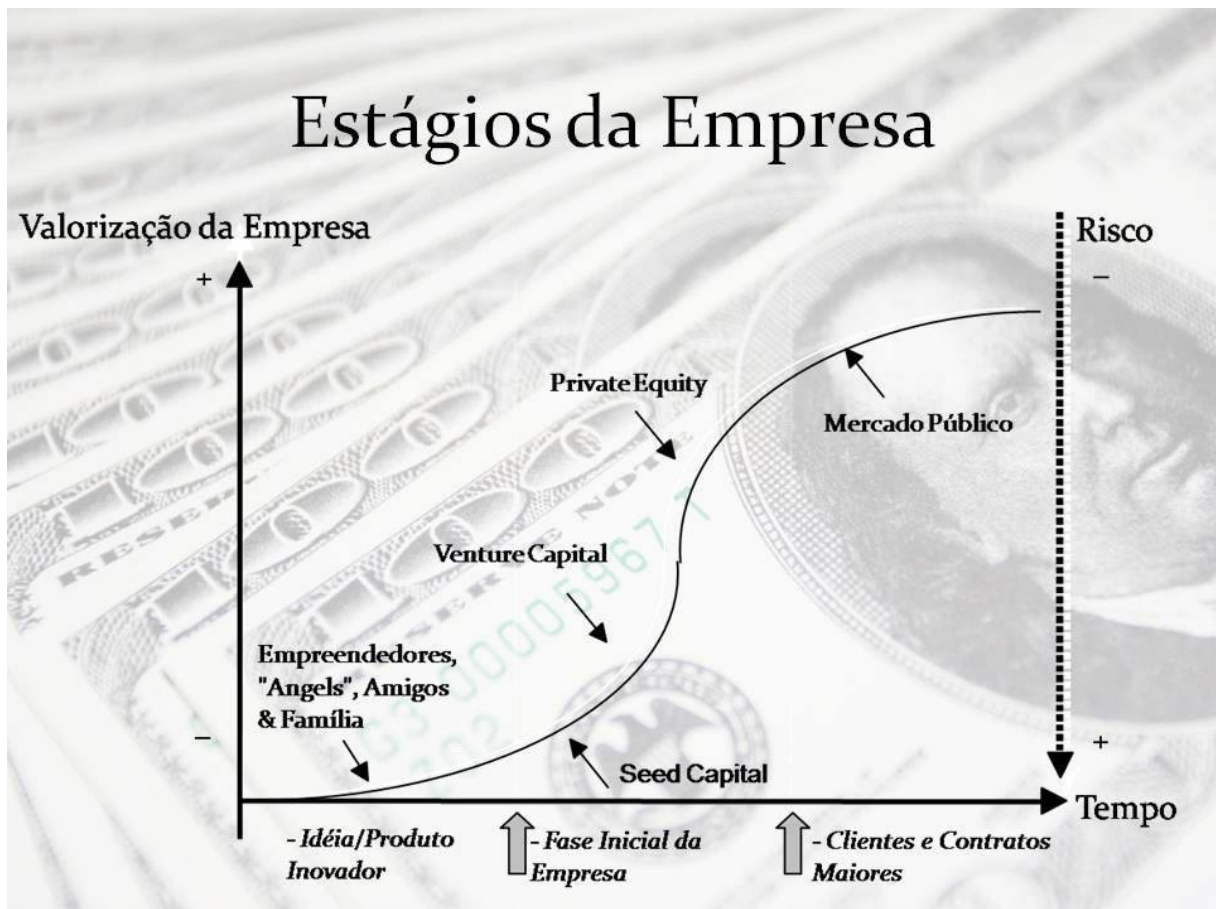 Estágios da Empresa
Valorização da Empresa
Risco
+
–
Private Equity
Mercado Público
Venture Capital
Empreendedores,
"Angels", Amigos
& Família
–
+
Seed Capital
Tempo
- Idéia/Produto
Inovador
- Fase Inicial da
Empresa
- Clientes e Contratos
Maiores